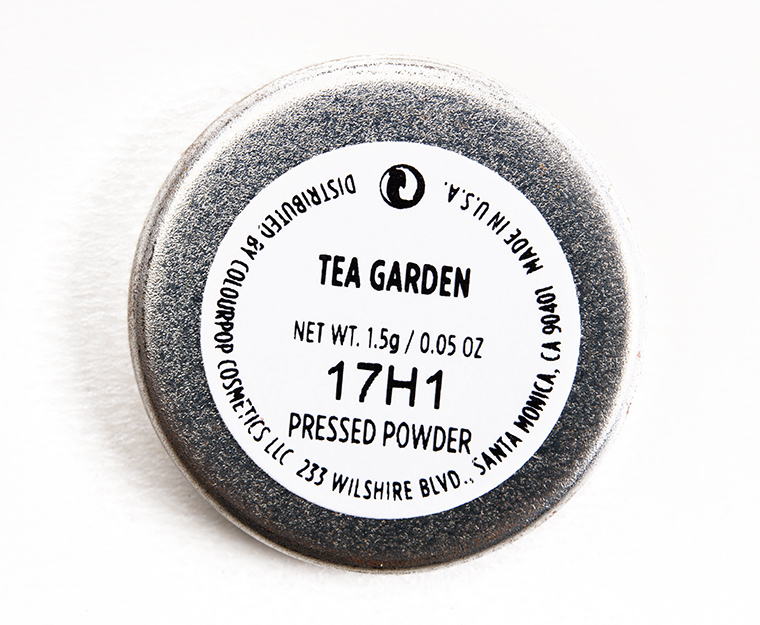 TEA GARDEN
NET WT. 1.5g / 0.05 OZ
17H1
PRESSED POWDER
DISTRIBUTED BY COLOURPOP COSMETICS LLC 233 WILSHIRE BLVD., SANTA MONICA, CA 90401 MADE IN U.S.A.